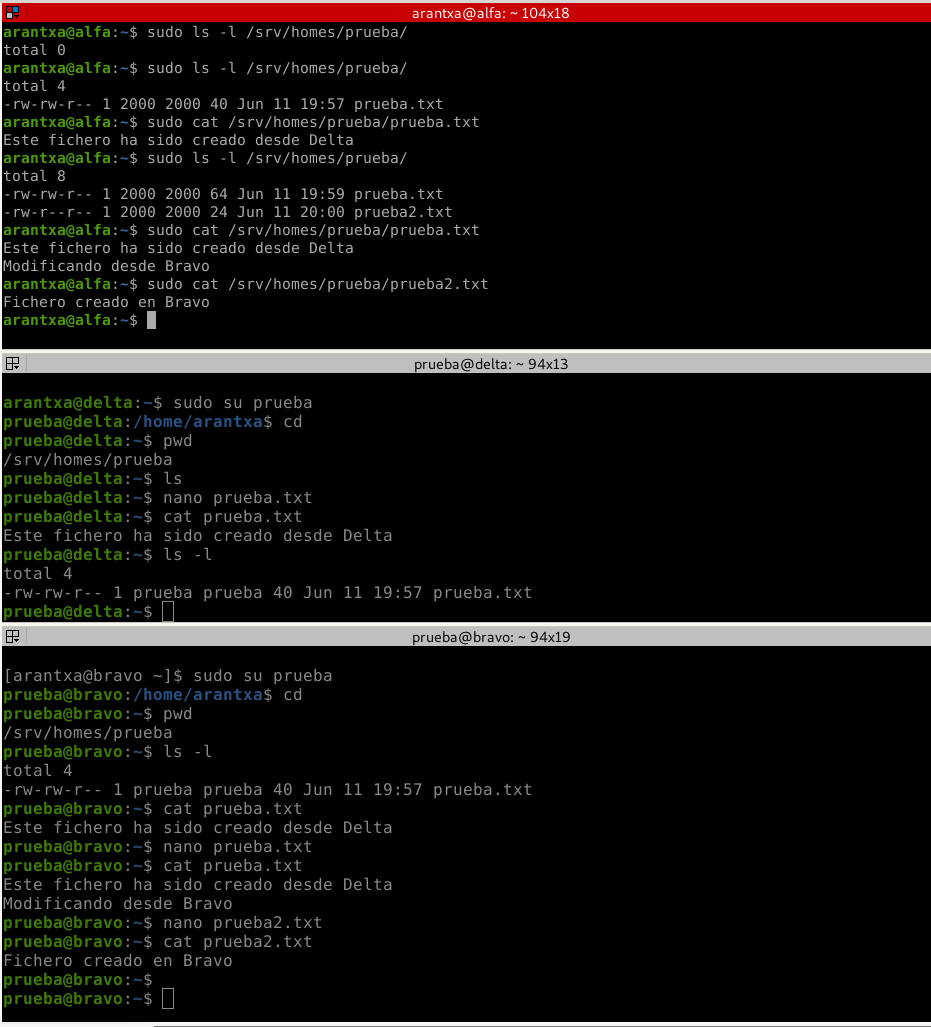 arantxa@alfa: ~ 104x18
arantxa@alfa:~$ sudo ls -l /srv/homes/prueba/
total 0
arantxa@alfa:~$ sudo ls -l /srv/homes/prueba/
total 4
-rw-rw-r-- 1 2000 2000 40 Jun 11 19:57 prueba.txt
arantxa@alfa:~$ sudo cat /srv/homes/prueba/prueba.txt
Este fichero ha sido creado desde Delta
arantxa@alfa:~$ sudo ls -l /srv/homes/prueba/
total 8
-rw-rw-r-- 1 2000 2000 64 Jun 11 19:59 prueba.txt
-rw-r--r-- 1 2000 2000 24 Jun 11 20:00 prueba2.txt
arantxa@alfa:~$ sudo cat /srv/homes/prueba/prueba.txt
Este fichero ha sido creado desde Delta
Modificando desde Bravo
arantxa@alfa:~$ sudo cat /srv/homes/prueba/prueba2.txt
Fichero creado en Bravo
arantxa@alfa:~$
prueba@delta: ~ 94x13
arantxa@delta:~$ sudo su prueba
prueba@delta:/home/arantxa$ cd
prueba@delta:~$ pwd
/srv/homes/prueba
prueba@delta:~$ ls
prueba@delta:~$ nano prueba.txt
prueba@delta:~$ cat prueba.txt
Este fichero ha sido creado desde Delta
prueba@delta:~$ ls -l
total 4
-rw-rw-r-- 1 prueba prueba 40 Jun 11 19:57 prueba.txt
prueba@delta:~$
prueba@bravo: ~ 94x19
[arantxa@bravo ~]$ sudo su prueba
prueba@bravo:/home/arantxa$ cd
prueba@bravo:~$ pwd
/srv/homes/prueba
prueba@bravo:~$ ls -l
total 4
-rw-rw-r-- 1 prueba prueba 40 Jun 11 19:57 prueba.txt
prueba@bravo:~$ cat prueba.txt
Este fichero ha sido creado desde Delta
prueba@bravo:~$ nano prueba.txt
prueba@bravo:~$ cat prueba.txt
Este fichero ha sido creado desde Delta
Modificando desde Bravo
prueba@bravo:~$ nano prueba2.txt
prueba@bravo:~$ cat prueba2.txt
Fichero creado en Bravo
prueba@bravo:~$
prueba@bravo:~$